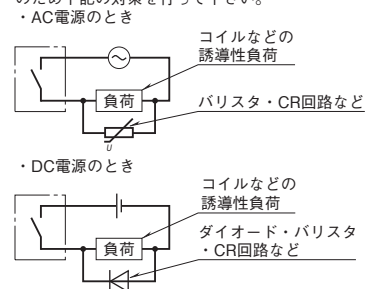 のため下記の対策を行って下さい。
・AC電源のとき
コイルなどの
誘導性負荷
負荷
バリスタ・CR回路など
U
・DC電源のとき
コイルなどの
誘導性負荷
負荷
ダイオード・バリスタ
・CR回路など